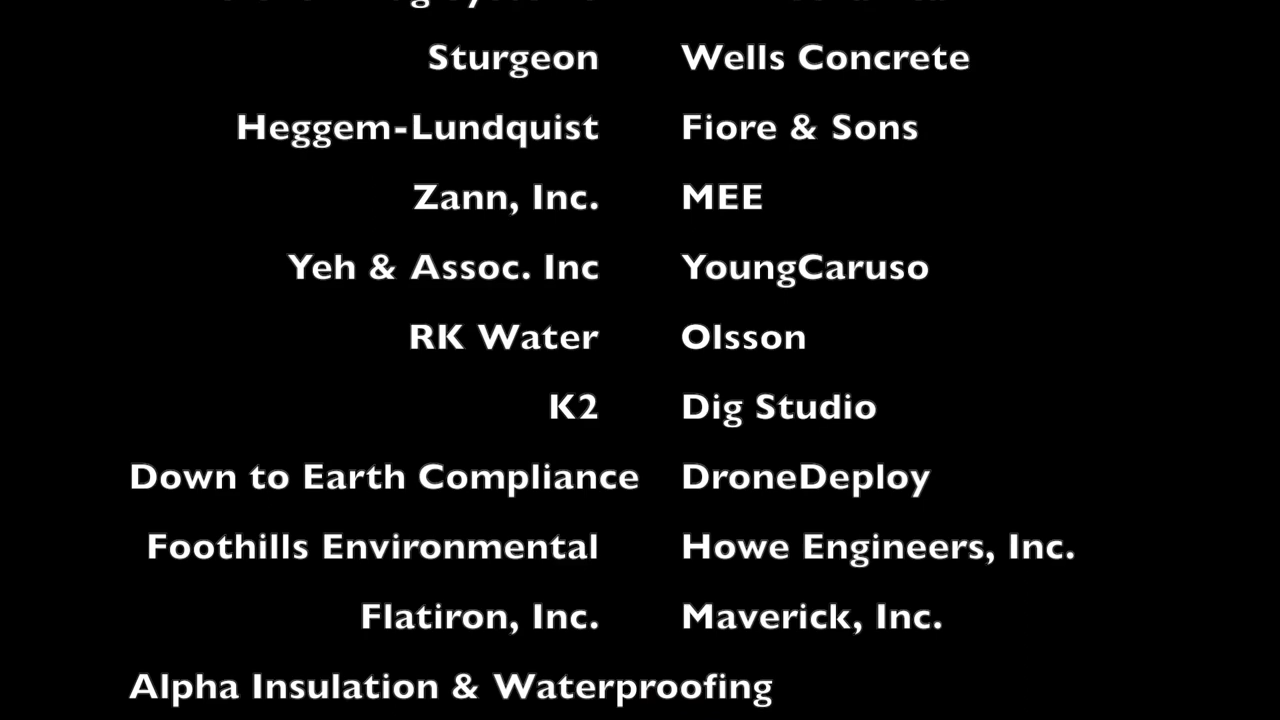 Sturgeon Wells Concrete
Heggem-Lundquist Fiore & Sons
Zann, Inc. MEE
Yeh & Assoc. Inc YoungCaruso
RK Water Olsson
K2 Dig Studio
Down to Earth Compliance DroneDeploy
Foothills Environmental Howe Engineers, Inc.
Flatiron, Inc. Maverick, Inc.
Alpha Insulation & Waterproofing